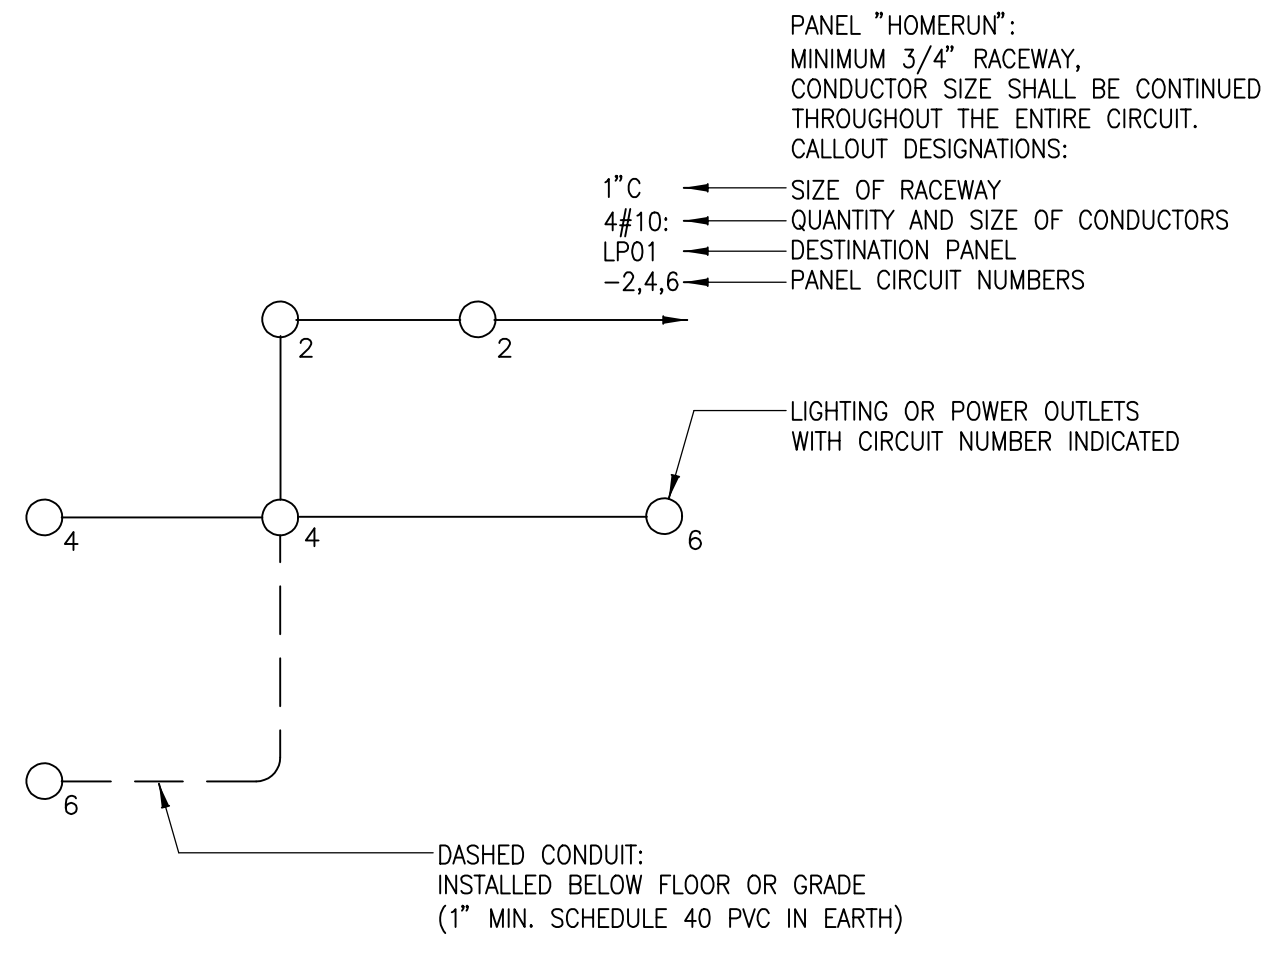 PANEL "HOMERUN":
MINIMUM 3/4" RACEWAY,
CONDUCTOR SIZE SHALL BE CONTINUED
THROUGHOUT THE ENTIRE CIRCUIT.
CALLOUT DESIGNATIONS:
1"C SIZE OF RACEWAY
4#10: QUANTITY AND SIZE OF CONDUCTORS
LP01 DESTINATION PANEL
-2,4,6 PANEL CIRCUIT NUMBERS
2 2
LIGHTING OR POWER OUTLETS
WITH CIRCUIT NUMBER INDICATED
4 4 6
6
DASHED CONDUIT:
INSTALLED BELOW FLOOR OR GRADE
(1" MIN. SCHEDULE 40 PVC IN EARTH)